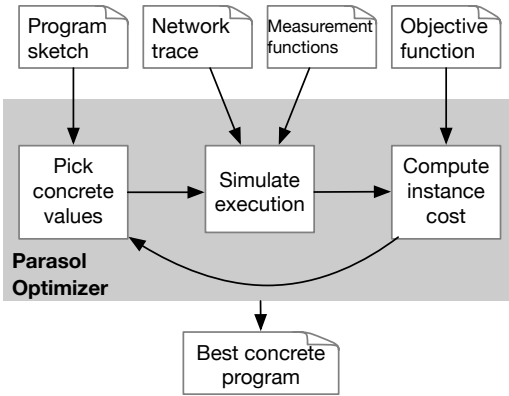 Program
sketch
Network
trace
Measurement
functions
Objective
function
Pick
concrete
values
Simulate
execution
Compute
instance
cost
Parasol
Optimizer
Best concrete
program